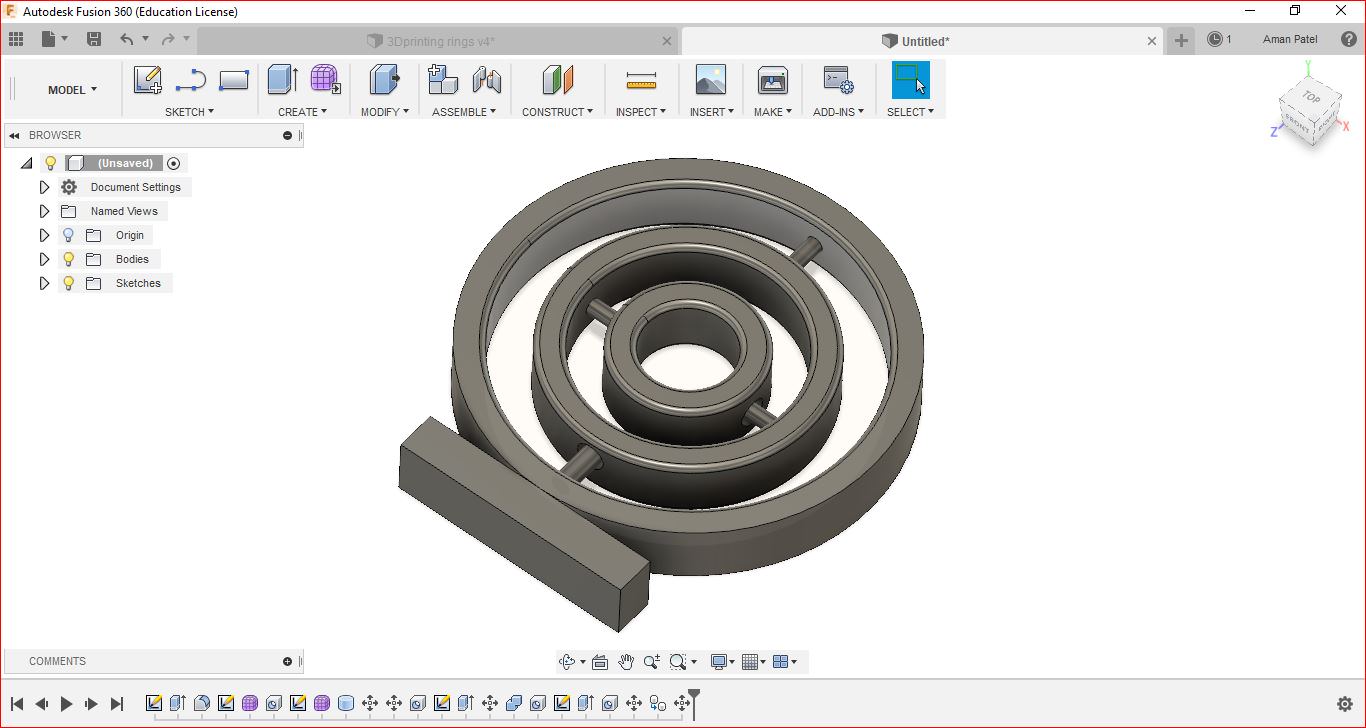 Autodesk Fusion 360 (Education License)
3Dprinting rings v4*
Untitled*
1
Aman Patel
MODEL
SKETCH
CREATE
MODIFY
ASSEMBLE
CONSTRUCT
INSPECT
INSERT
MAKE
ADD-INS
SELECT
Y
TOP
FRONT
Z
X
BROWSER
(Unsaved)
Document Settings
Named Views
Origin
Bodies
Sketches
COMMENTS